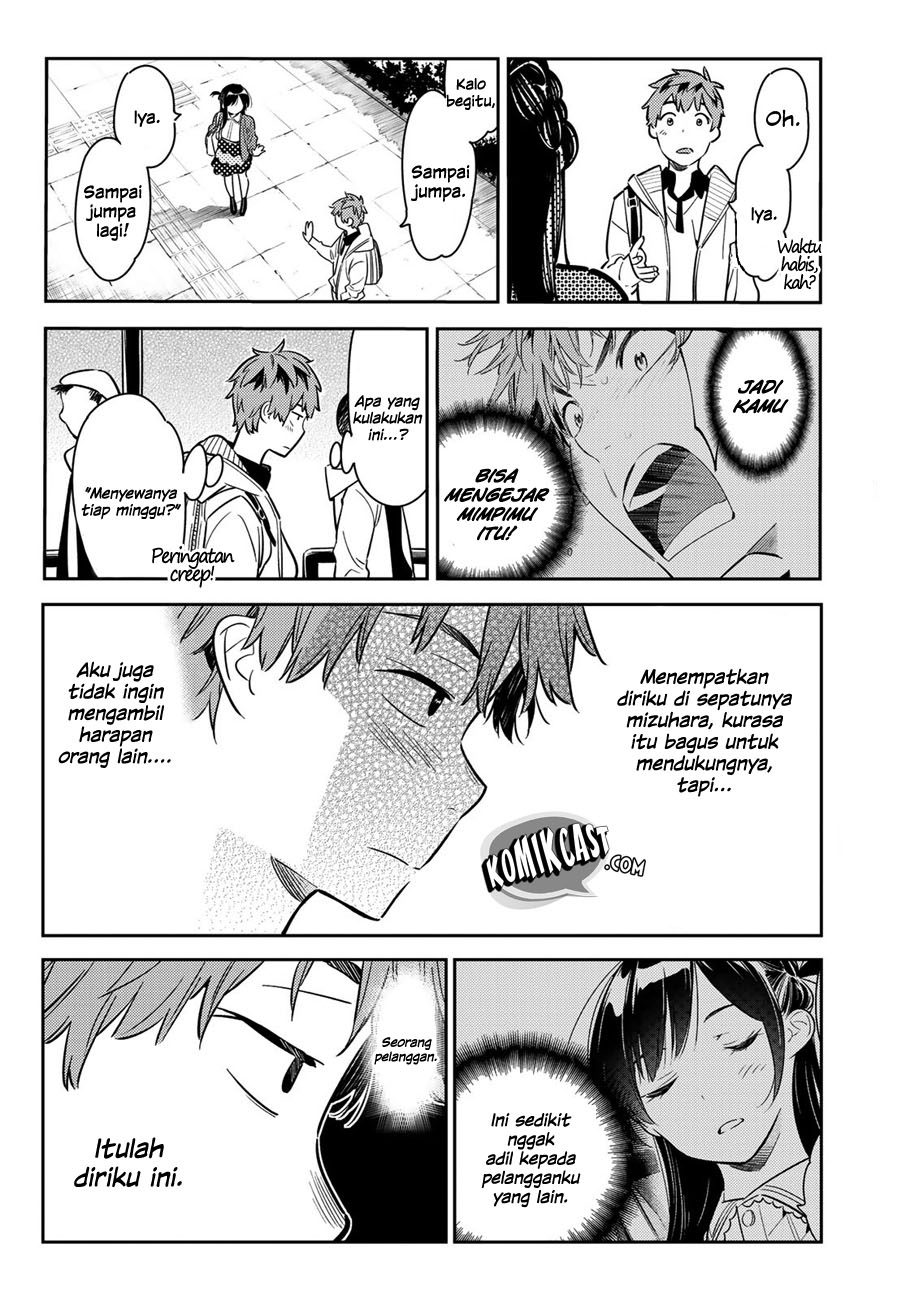 Oh.
Iya.
Waktu
habis,
kah?
Kalo
begitu,
Sampai
jumpa.
Iya.
Sampai
jumpa
lagi!
JADI
KAMU
BISA
MENGEJAR
MIMPIMU
ITU!
Apa yang
kulakukan
ini...?
"Menyewanya
tiap minggu?"
Peringatan
creep!
Menempatkan
diriku di sepatunya
mizuhara, kurasa
itu bagus untuk
mendukungnya,
tapi...
Aku juga
tidak ingin
mengambil
harapan
orang lain....
KOMIKCAST
.COM
Ini sedikit
nggak
adil kepada
pelangganku
yang lain.
Seorang
pelanggan.
Itulah
diriku ini.